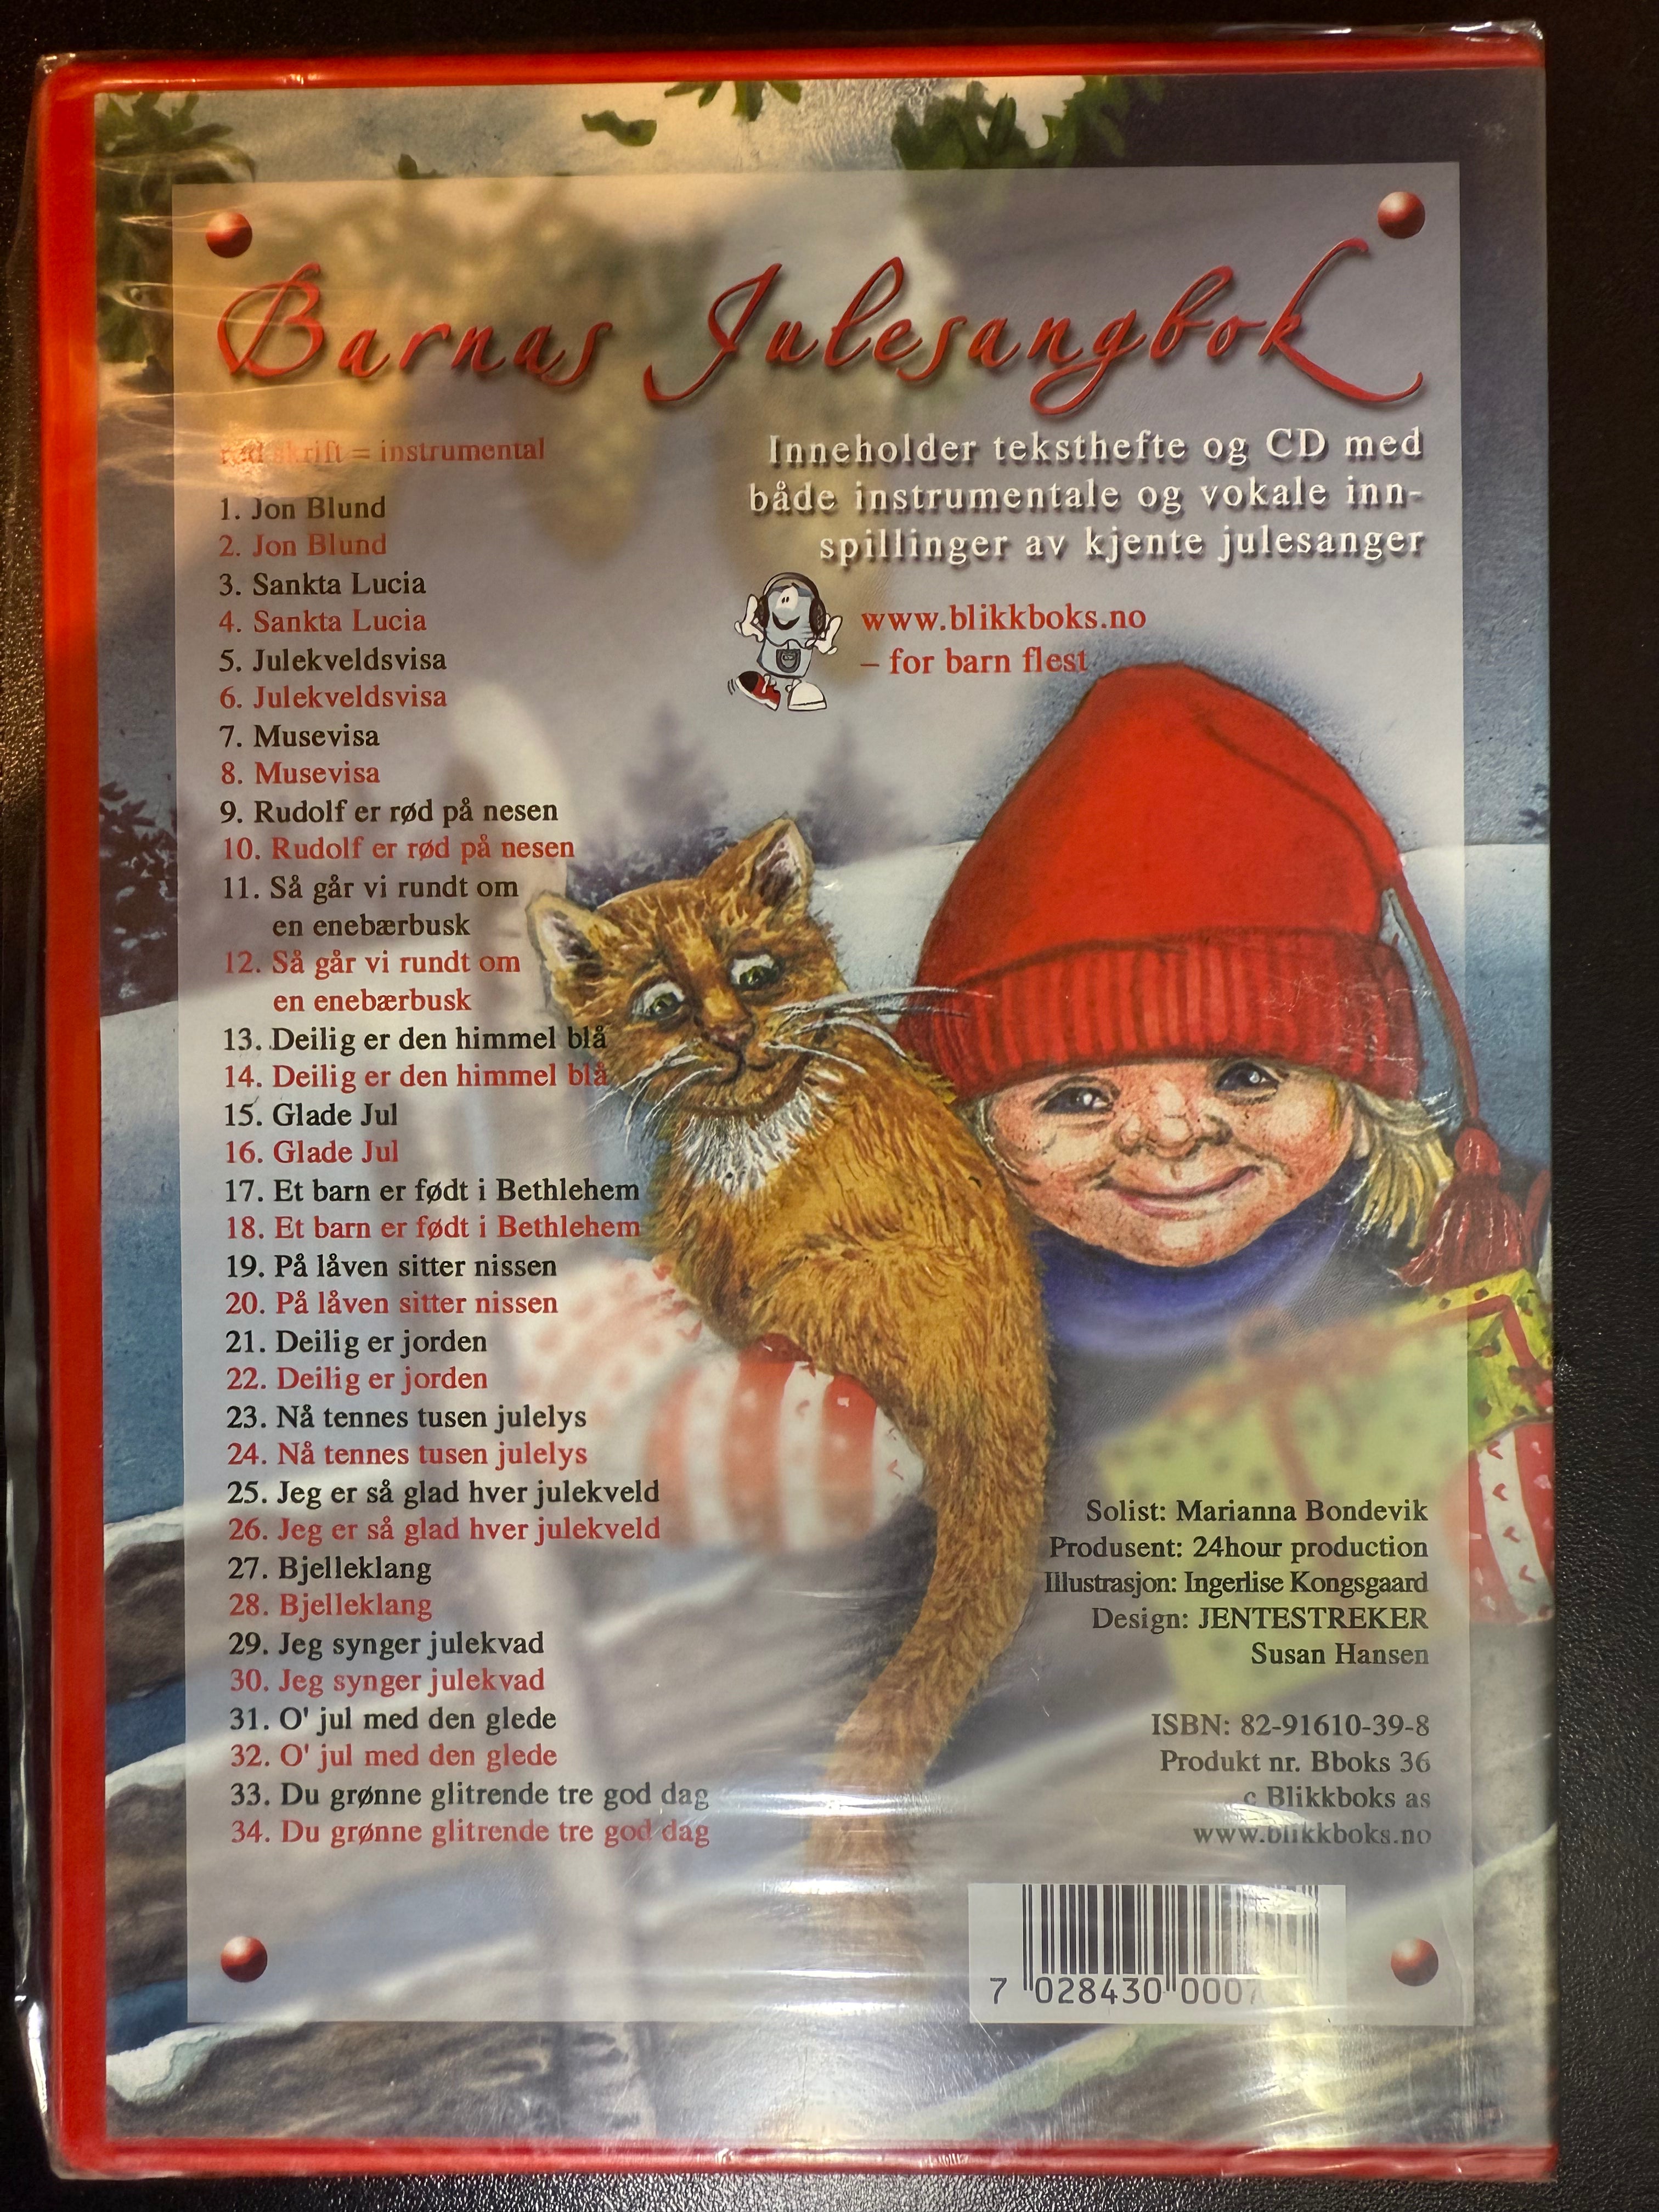 Barnas Julesangbok
rød skrift = instrumental
Inneholder teksthefte og CD med
både instrumentale og vokale inn-
spillinger av kjente julesanger
www.blikkboks.no
– for barn flest
1. Jon Blund
2. Jon Blund
3. Sankta Lucia
4. Sankta Lucia
5. Julekveldsvisa
6. Julekveldsvisa
7. Musevisa
8. Musevisa
9. Rudolf er rød på nesen
10. Rudolf er rød på nesen
11. Så går vi rundt om
en enebærbusk
12. Så går vi rundt om
en enebærbusk
13. Deilig er den himmel blå
14. Deilig er den himmel blå
15. Glade Jul
16. Glade Jul
17. Et barn er født i Bethlehem
18. Et barn er født i Bethlehem
19. På låven sitter nissen
20. På låven sitter nissen
21. Deilig er jorden
22. Deilig er jorden
23. Nå tennes tusen julelys
24. Nå tennes tusen julelys
25. Jeg er så glad hver julekveld
26. Jeg er så glad hver julekveld
27. Bjelleklang
28. Bjelleklang
29. Jeg synger julekvad
30. Jeg synger julekvad
31. O' jul med den glede
32. O' jul med den glede
33. Du grønne glitrende tre god dag
34. Du grønne glitrende tre god dag
Solist: Marianna Bondevik
Produsent: 24hour production
Illustrasjon: Ingerlise Kongsgaard
Design: JENTESTREKER
Susan Hansen
ISBN: 82-91610-39-8
Produkt nr. Bboks 36
c Blikkboks as
www.blikkboks.no
7 028430 0007